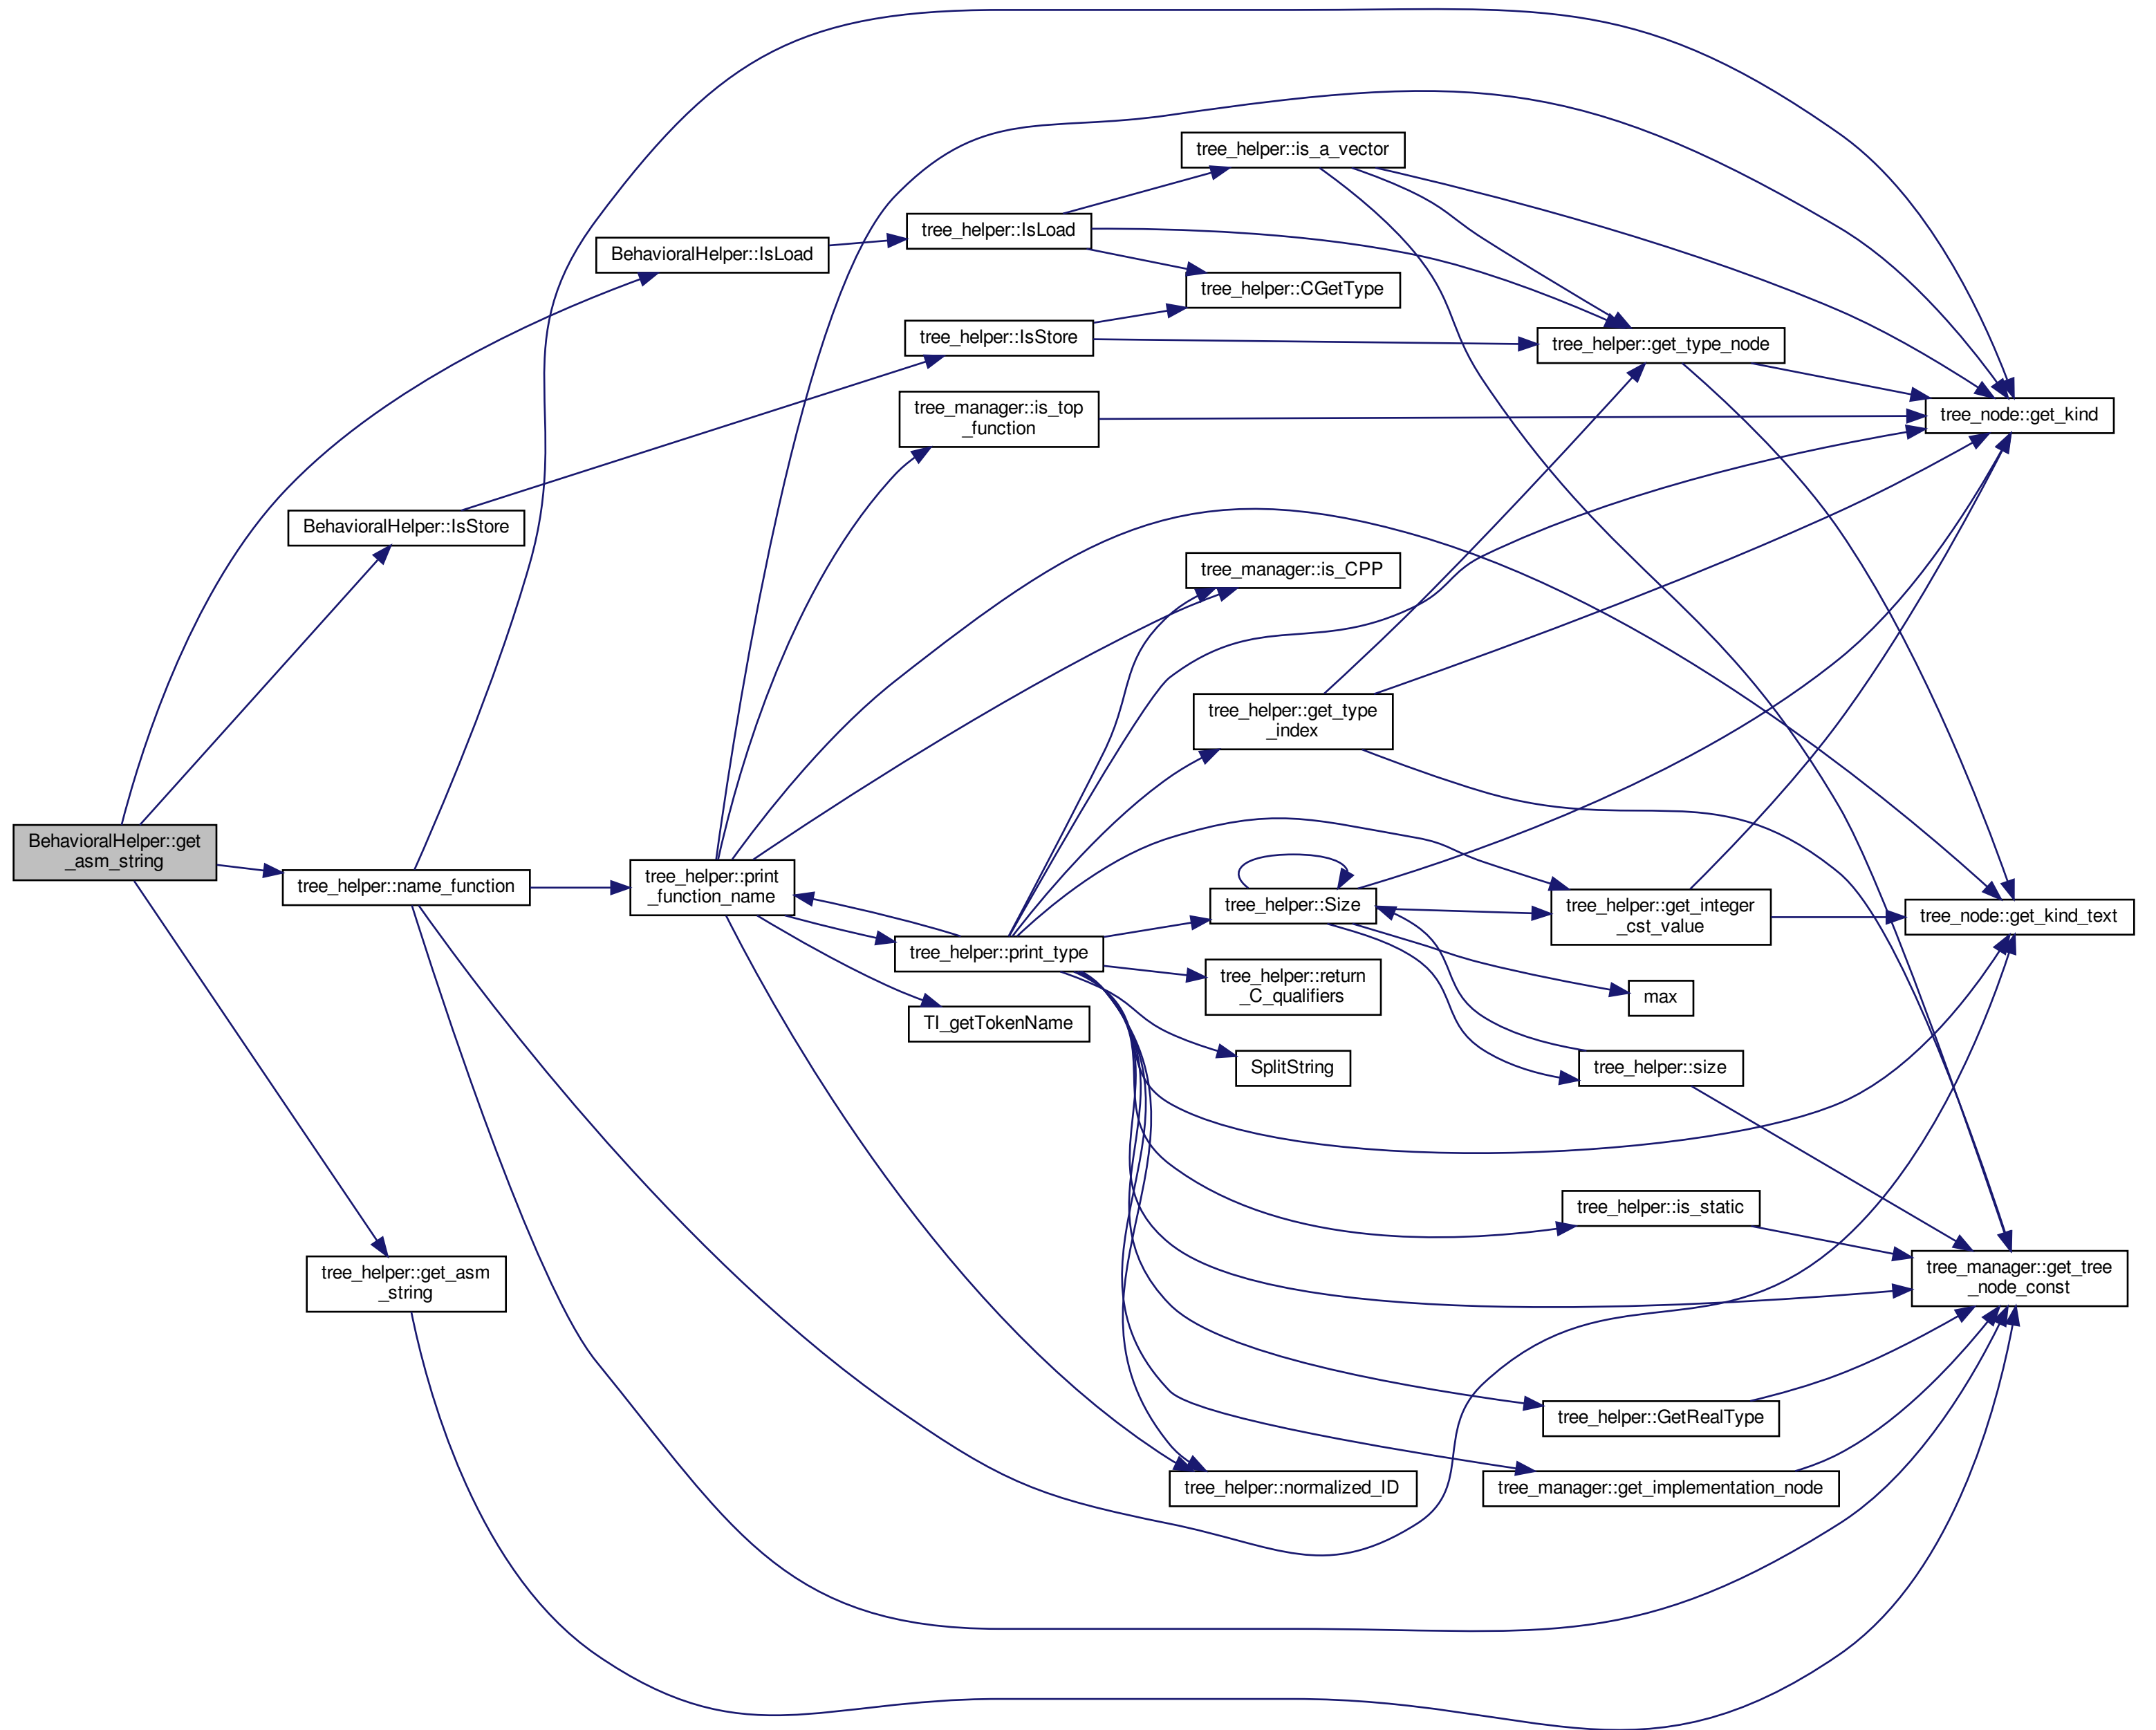 tree_helper::is_a_vector
tree_helper::IsLoad
BehavioralHelper::IsLoad
tree_helper::CGetType
tree_helper::IsStore
tree_helper::get_type_node
tree_manager::is_top
_function
tree_node::get_kind
BehavioralHelper::IsStore
tree_manager::is_CPP
tree_helper::get_type
_index
BehavioralHelper::get
_asm_string
tree_helper::name_function
tree_helper::print
_function_name
tree_helper::Size
tree_helper::get_integer
_cst_value
tree_node::get_kind_text
tree_helper::print_type
tree_helper::return
_C_qualifiers
max
TI_getTokenName
SplitString
tree_helper::size
tree_helper::is_static
tree_helper::get_asm
_string
tree_manager::get_tree
_node_const
tree_helper::GetRealType
tree_helper::normalized_ID
tree_manager::get_implementation_node